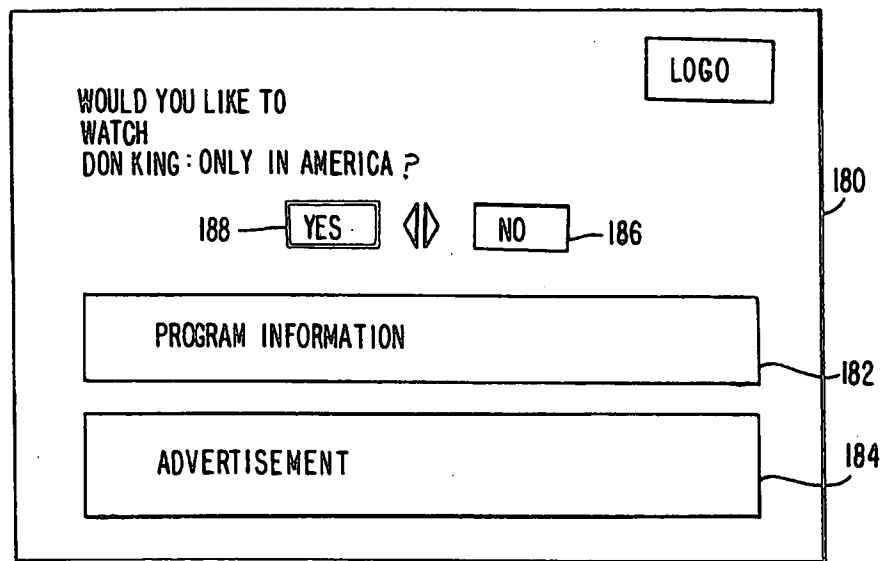 LOGO
WOULD YOU LIKE TO
WATCH
DON KING: ONLY IN AMERICA?
180
188 YES NO 186
PROGRAM INFORMATION
182
ADVERTISEMENT
184